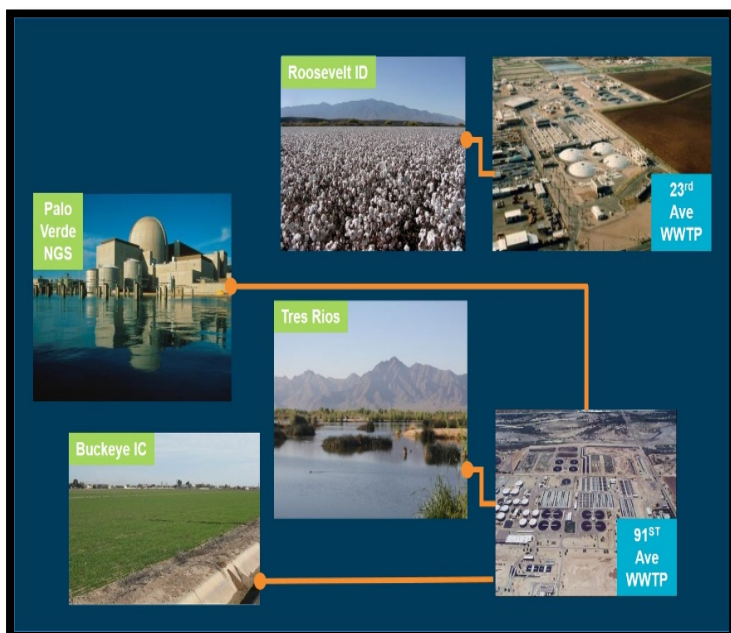 Roosevelt ID
23rd
Ave
WWTP
Palo
Verde
NGS
Tres Rios
Buckeye IC
91ST
Ave
WWTP